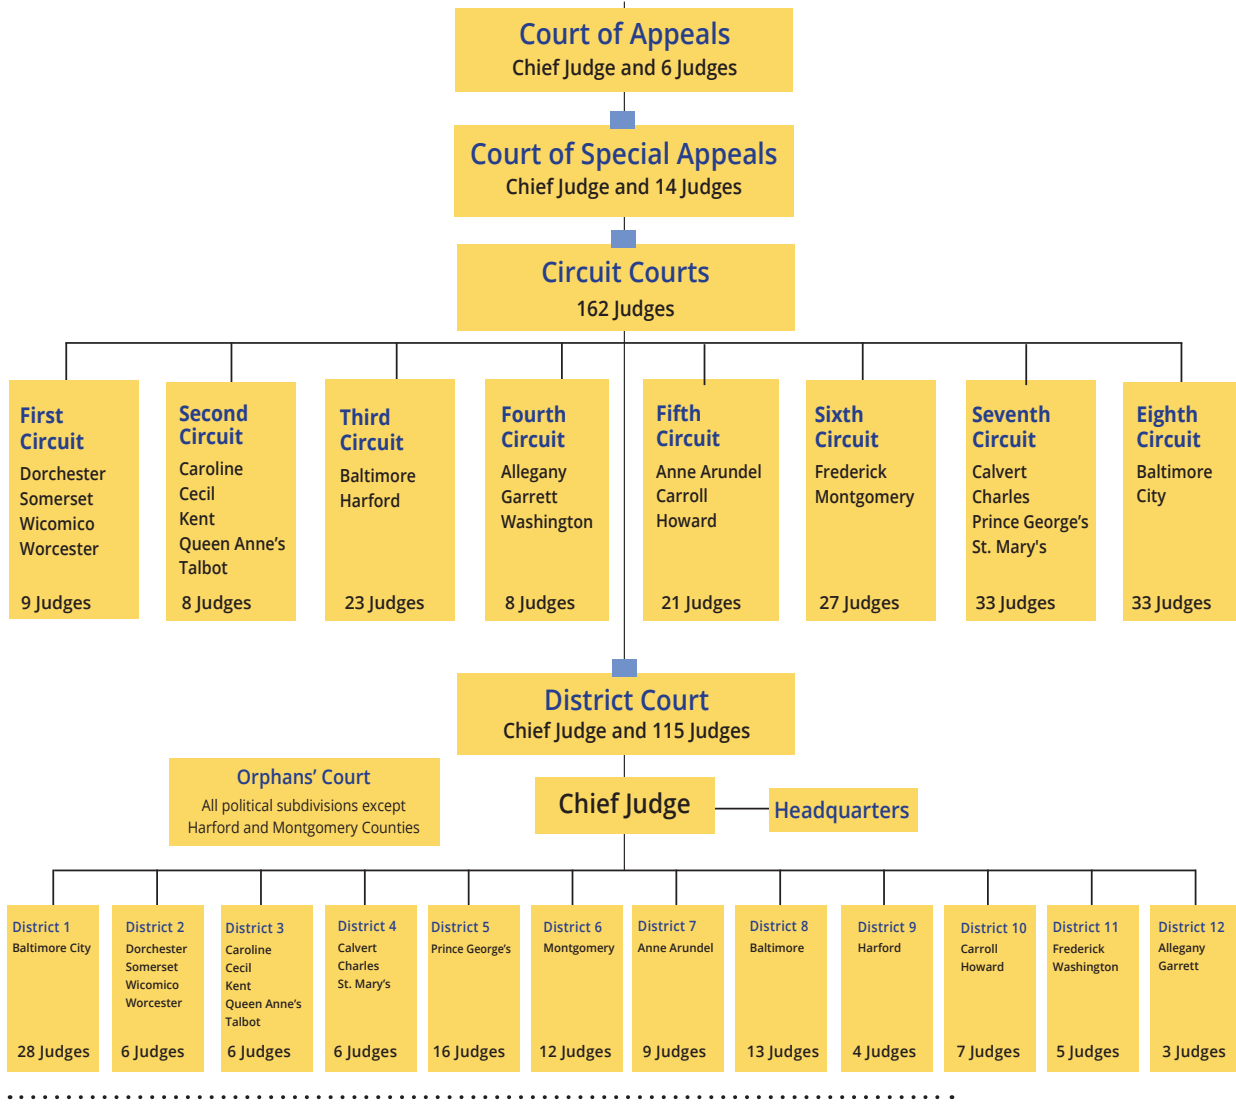 Court of Appeals
Chief Judge and 6 Judges
Court of Special Appeals
Chief Judge and 14 Judges
Circuit Courts
162 Judges
First
Circuit
Dorchester
Somerset
Wicomico
Worcester
9 Judges
Second
Circuit
Caroline
Cecil
Kent
Queen Anne’s
Talbot
8 Judges
Third
Circuit
Baltimore
Harford
23 Judges
Fourth
Circuit
Allegany
Garrett
Washington
8 Judges
Fifth
Circuit
Anne Arundel
Carroll
Howard
21 Judges
Sixth
Circuit
Frederick
Montgomery
27 Judges
Seventh
Circuit
Calvert
Charles
Prince George’s
St. Mary's
33 Judges
Eighth
Circuit
Baltimore
City
33 Judges
District Court
Chief Judge and 115 Judges
Orphans’ Court
All political subdivisions except
Harford and Montgomery Counties
Chief Judge
Headquarters
District 1
Baltimore City
28 Judges
District 2
Dorchester
Somerset
Wicomico
Worcester
6 Judges
District 3
Caroline
Cecil
Kent
Queen Anne’s
Talbot
6 Judges
District 4
Calvert
Charles
St. Mary’s
6 Judges
District 5
Prince George’s
16 Judges
District 6
Montgomery
12 Judges
District 7
Anne Arundel
9 Judges
District 8
Baltimore
13 Judges
District 9
Harford
4 Judges
District 10
Carroll
Howard
7 Judges
District 11
Frederick
Washington
5 Judges
District 12
Allegany
Garrett
3 Judges